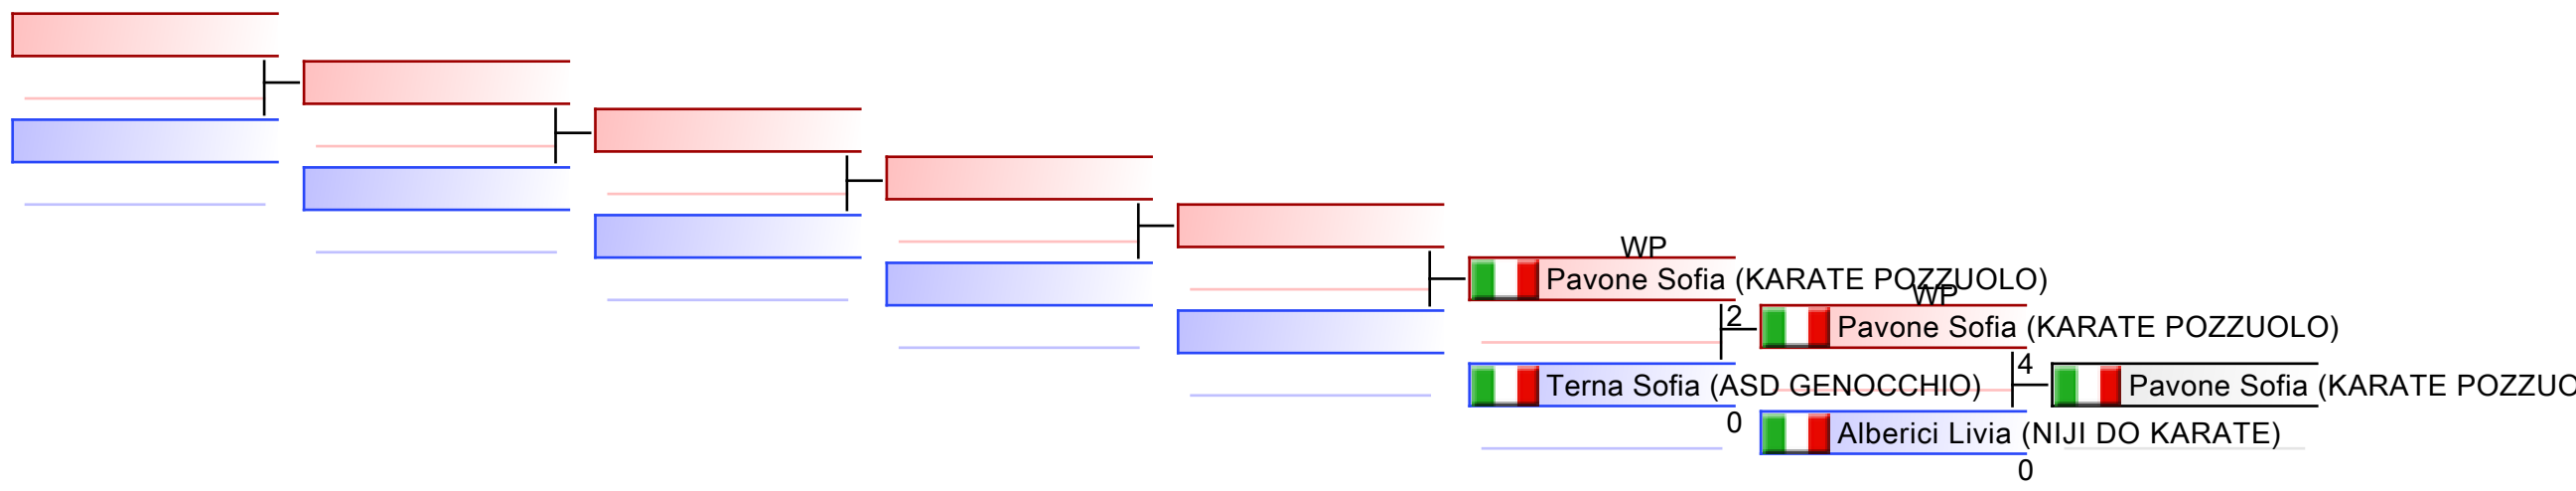 WP
Pavone Sofia (KARATE POZZUOLO)
WP
2
Pavone Sofia (KARATE POZZUOLO)
4
Terna Sofia (ASD GENOCCHIO)
Pavone Sofia (KARATE POZZUO
0
Alberici Livia (NIJI DO KARATE)
0